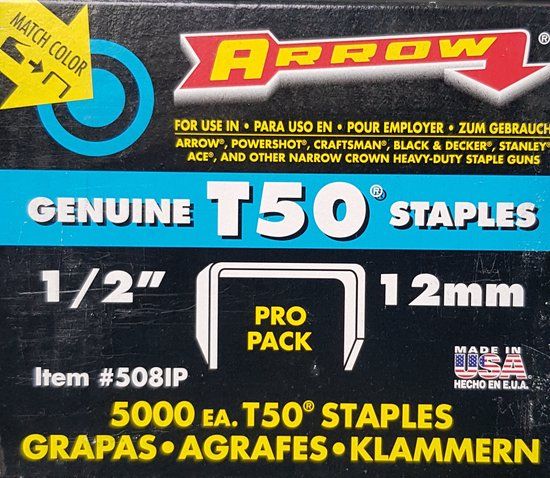 MATCH COLOR
ARROW®
FOR USE IN • PARA USO EN • POUR EMPLOYER • ZUM GEBRAUCH
ARROW®, POWERSHOT®, CRAFTSMAN®, BLACK & DECKER®, STANLEY®
ACE®, AND OTHER NARROW CROWN HEAVY-DUTY STAPLE GUNS
GENUINE T50® STAPLES
1/2" 12mm
PRO
PACK
Item #508IP
MADE IN
USA
HECHO EN E.U.A.
5000 EA. T50® STAPLES
GRAPAS • AGRAFES • KLAMMERN